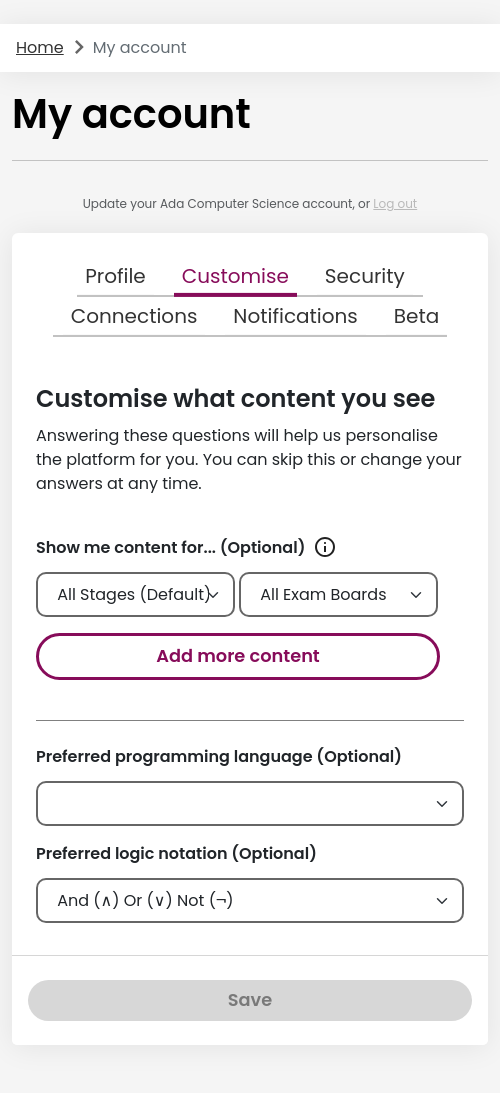 Home > My account
My account
Update your Ada Computer Science account, or Log out
Profile Customise Security
Connections Notifications Beta
Customise what content you see
Answering these questions will help us personalise
the platform for you. You can skip this or change your
answers at any time.
Show me content for... (Optional)
All Stages (Default) All Exam Boards
Add more content
Preferred programming language (Optional)
Preferred logic notation (Optional)
And (∧) Or (∨) Not (¬)
Save